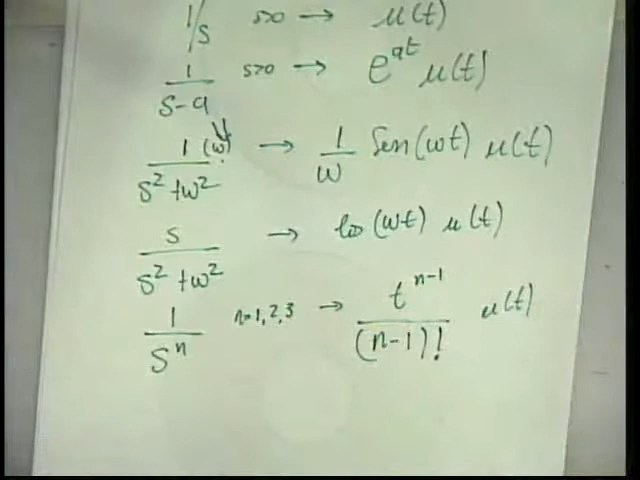 1/s s>0 → μ(t)
1/(s-a) s>0 → e^{at} μ(t)
1 (ω)/(s²+ω²) → 1/ω Sen(ωt) μ(t)
s/(s²+ω²) → Cos(ωt) μ(t)
1/s^n n=1,2,3 → t^{n-1}/(n-1)! μ(t)